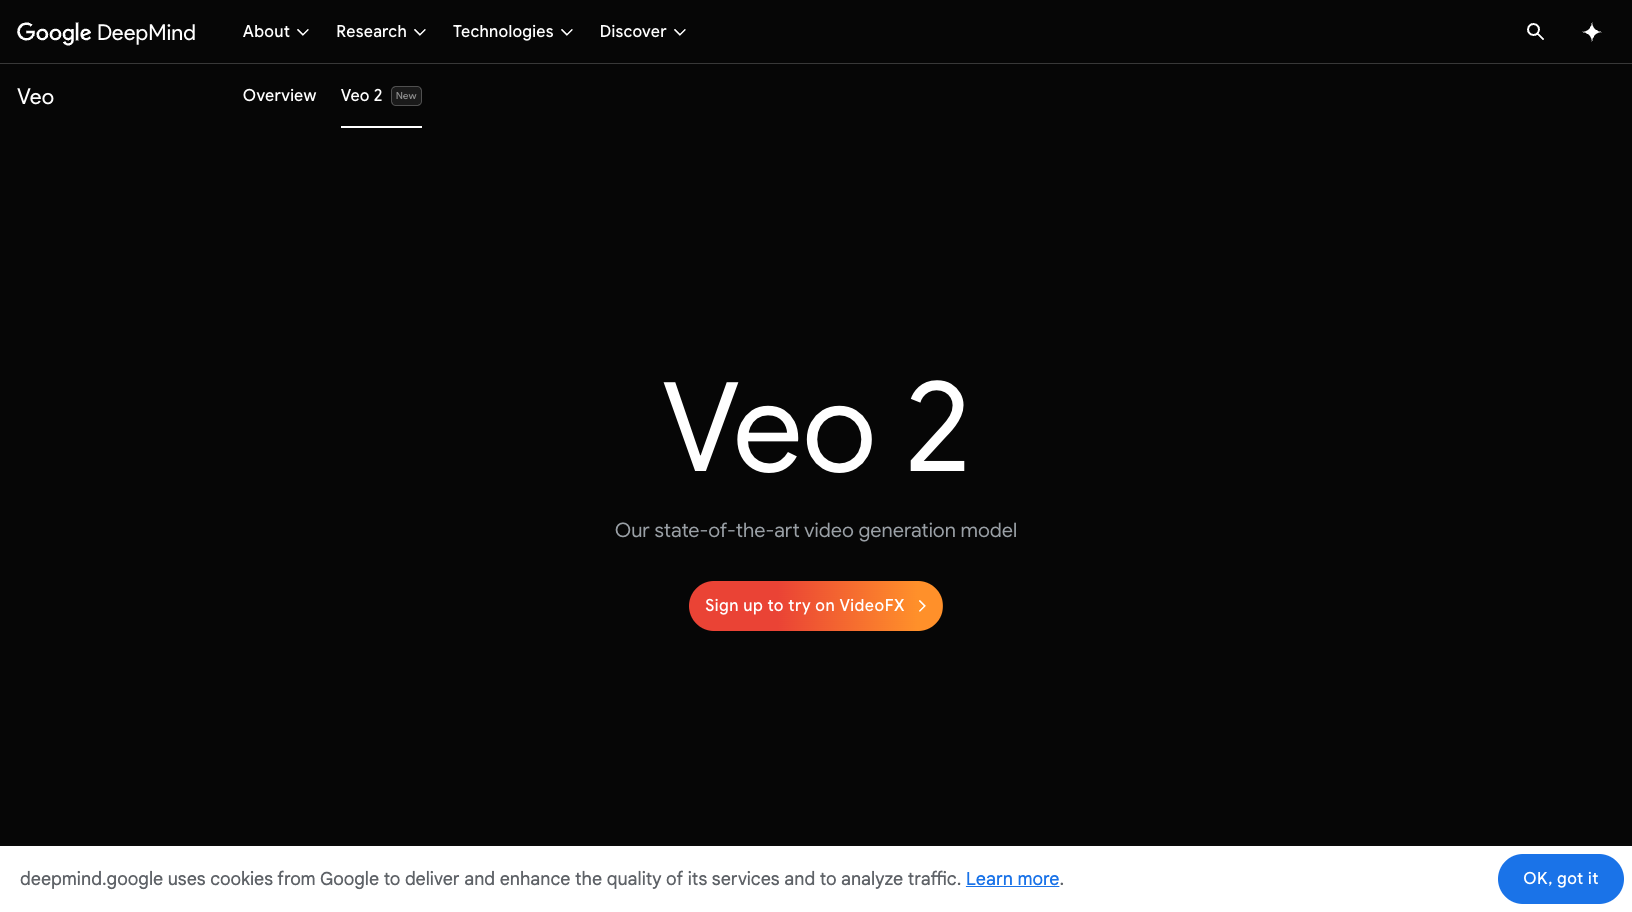 Google DeepMind About Research Technologies Discover
Veo Overview Veo 2 New
Veo 2
Our state-of-the-art video generation model
Sign up to try on VideoFX
deepmind.google uses cookies from Google to deliver and enhance the quality of its services and to analyze traffic. Learn more. OK, got it